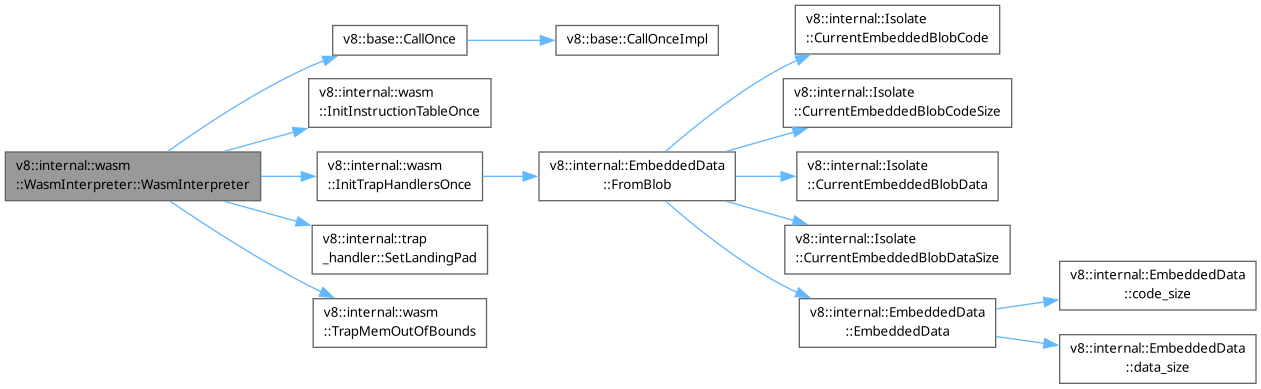 v8::internal::wasm
::WasmInterpreter::WasmInterpreter
v8::base::CallOnce
v8::base::CallOnceImpl
v8::internal::wasm
::InitInstructionTableOnce
v8::internal::wasm
::InitTrapHandlersOnce
v8::internal::EmbeddedData
::FromBlob
v8::internal::Isolate
::CurrentEmbeddedBlobCode
v8::internal::Isolate
::CurrentEmbeddedBlobCodeSize
v8::internal::Isolate
::CurrentEmbeddedBlobData
v8::internal::Isolate
::CurrentEmbeddedBlobDataSize
v8::internal::EmbeddedData
::EmbeddedData
v8::internal::EmbeddedData
::code_size
v8::internal::EmbeddedData
::data_size
v8::internal::trap
_handler::SetLandingPad
v8::internal::wasm
::TrapMemOutOfBounds